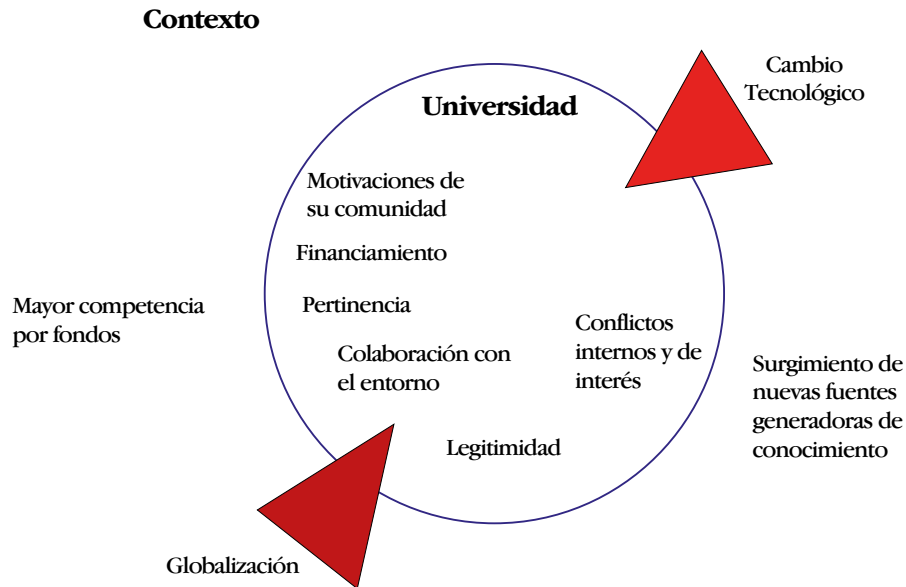 Contexto
Cambio
Tecnológico
Universidad
Motivaciones de
su comunidad
Financiamiento
Pertinencia
Mayor competencia
por fondos
Conflictos
internos y de
interés
Colaboración con
el entorno
Surgimiento de
nuevas fuentes
generadoras de
conocimiento
Legitimidad
Globalización